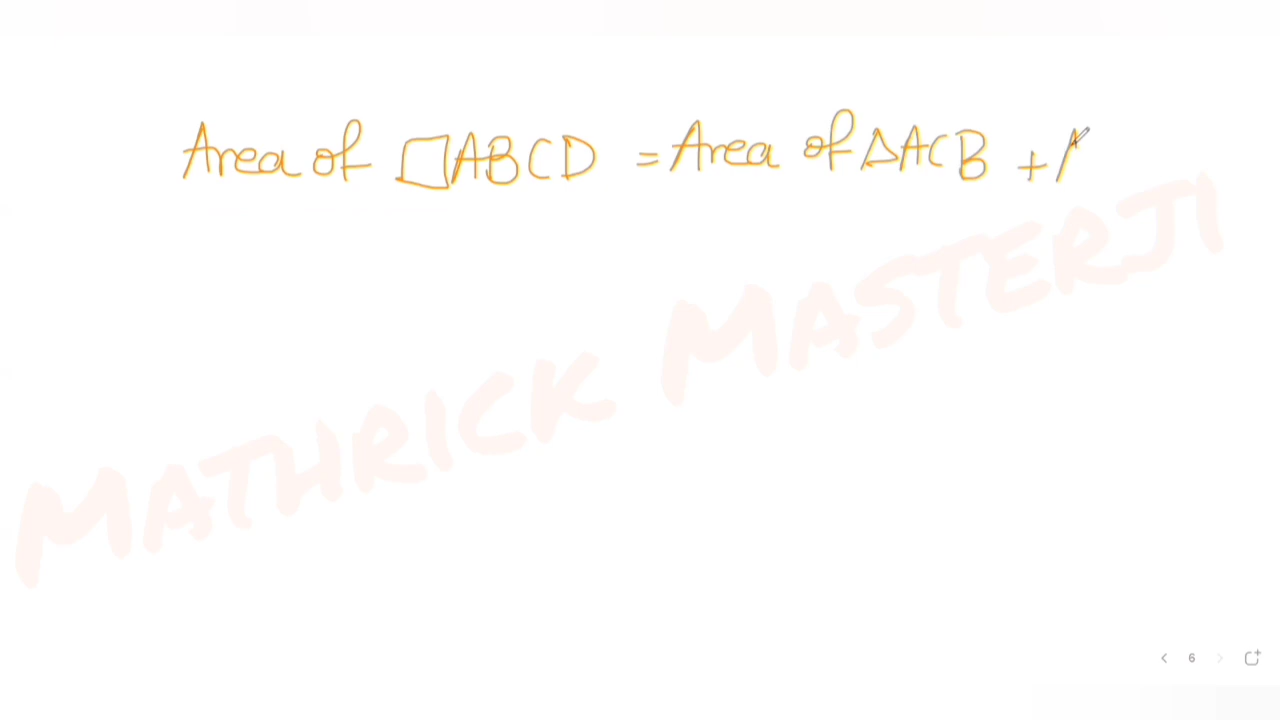 Area of □ABCD = Area of ΔACB +
MATHRICK MASTERJI
6